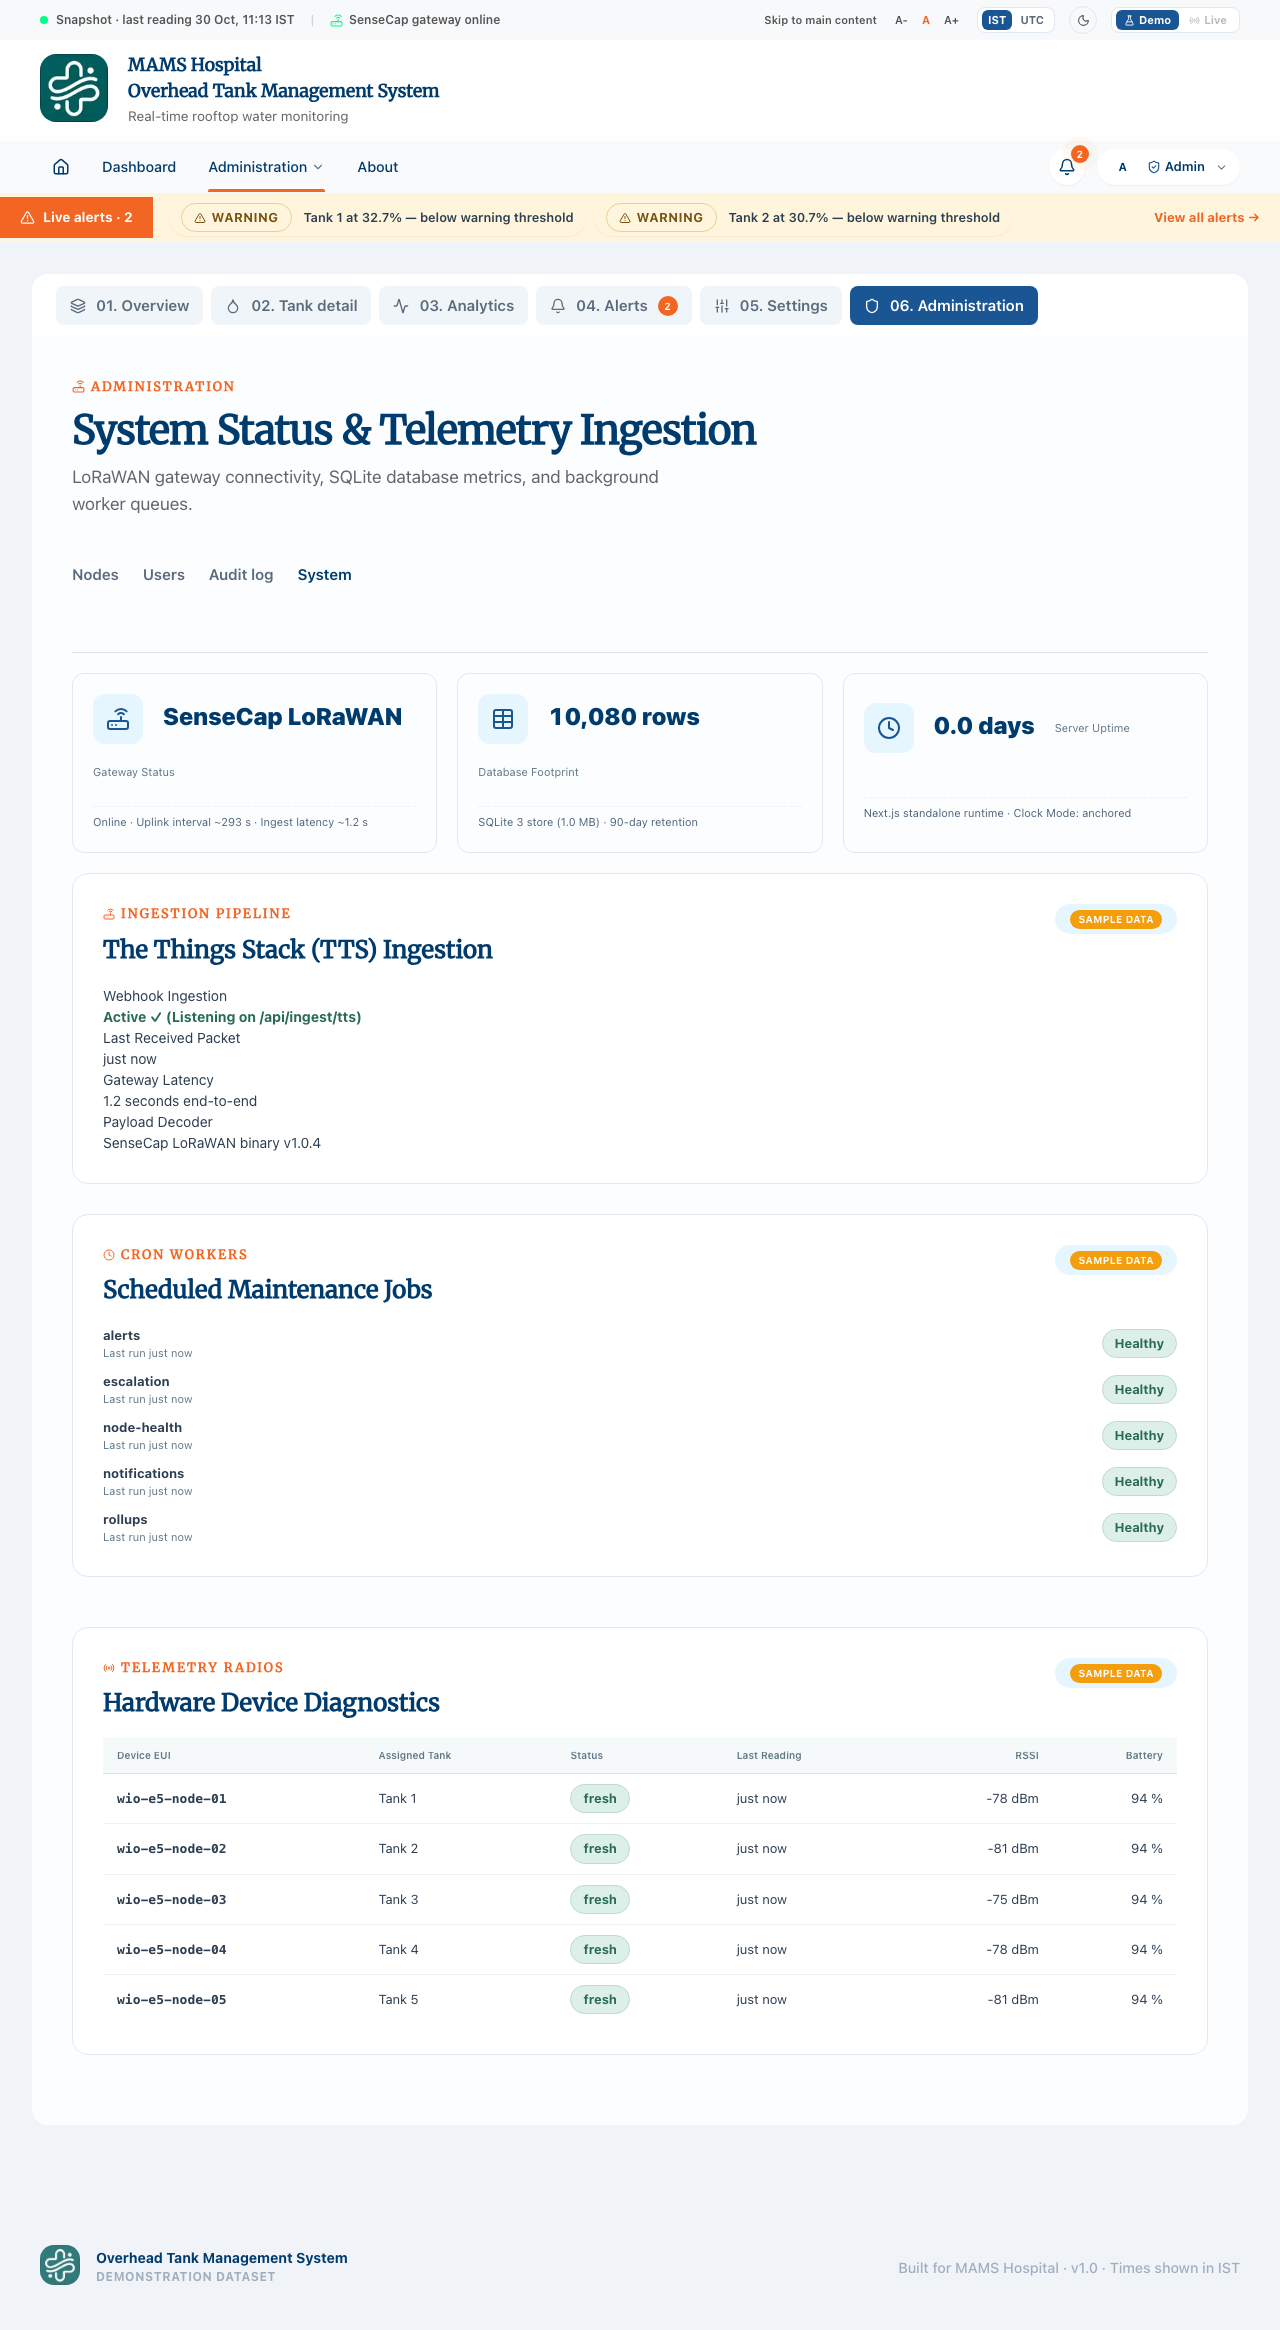 Snapshot · last reading 30 Oct, 11:13 IST | SenseCap gateway online Skip to main content A- A A+ IST UTC Demo Live
MAMS Hospital
Overhead Tank Management System
Real-time rooftop water monitoring
Dashboard Administration About 2 A Admin
Live alerts · 2 WARNING Tank 1 at 32.7% — below warning threshold WARNING Tank 2 at 30.7% — below warning threshold View all alerts →
01. Overview 02. Tank detail 03. Analytics 04. Alerts 2 05. Settings 06. Administration
ADMINISTRATION
System Status & Telemetry Ingestion
LoRaWAN gateway connectivity, SQLite database metrics, and background
worker queues.
Nodes Users Audit log System
SenseCap LoRaWAN
Gateway Status
Online · Uplink interval ~293 s · Ingest latency ~1.2 s
10,080 rows
Database Footprint
SQLite 3 store (1.0 MB) · 90-day retention
0.0 days Server Uptime
Next.js standalone runtime · Clock Mode: anchored
INGESTION PIPELINE SAMPLE DATA
The Things Stack (TTS) Ingestion
Webhook Ingestion
Active ✓ (Listening on /api/ingest/tts)
Last Received Packet
just now
Gateway Latency
1.2 seconds end-to-end
Payload Decoder
SenseCap LoRaWAN binary v1.0.4
CRON WORKERS SAMPLE DATA
Scheduled Maintenance Jobs
alerts
Last run just now
Healthy
escalation
Last run just now
Healthy
node-health
Last run just now
Healthy
notifications
Last run just now
Healthy
rollups
Last run just now
Healthy
TELEMETRY RADIOS SAMPLE DATA
Hardware Device Diagnostics
Device EUI Assigned Tank Status Last Reading RSSI Battery
wio-e5-node-01 Tank 1 fresh just now -78 dBm 94 %
wio-e5-node-02 Tank 2 fresh just now -81 dBm 94 %
wio-e5-node-03 Tank 3 fresh just now -75 dBm 94 %
wio-e5-node-04 Tank 4 fresh just now -78 dBm 94 %
wio-e5-node-05 Tank 5 fresh just now -81 dBm 94 %
Overhead Tank Management System
DEMONSTRATION DATASET
Built for MAMS Hospital · v1.0 · Times shown in IST